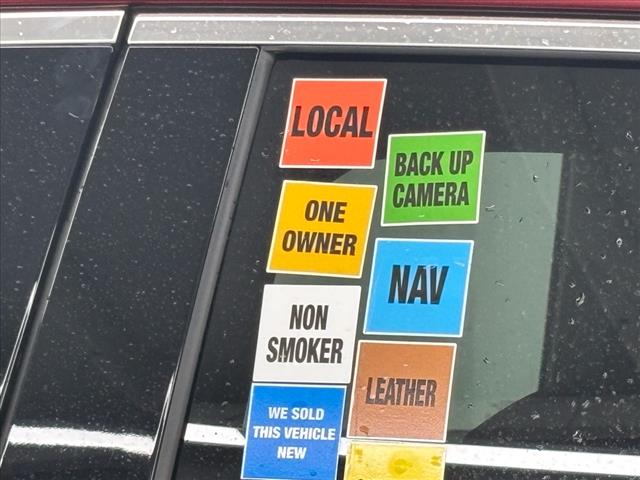 LOCAL
BACK UP
CAMERA
ONE
OWNER
NAV
NON
SMOKER
LEATHER
WE SOLD
THIS VEHICLE
NEW